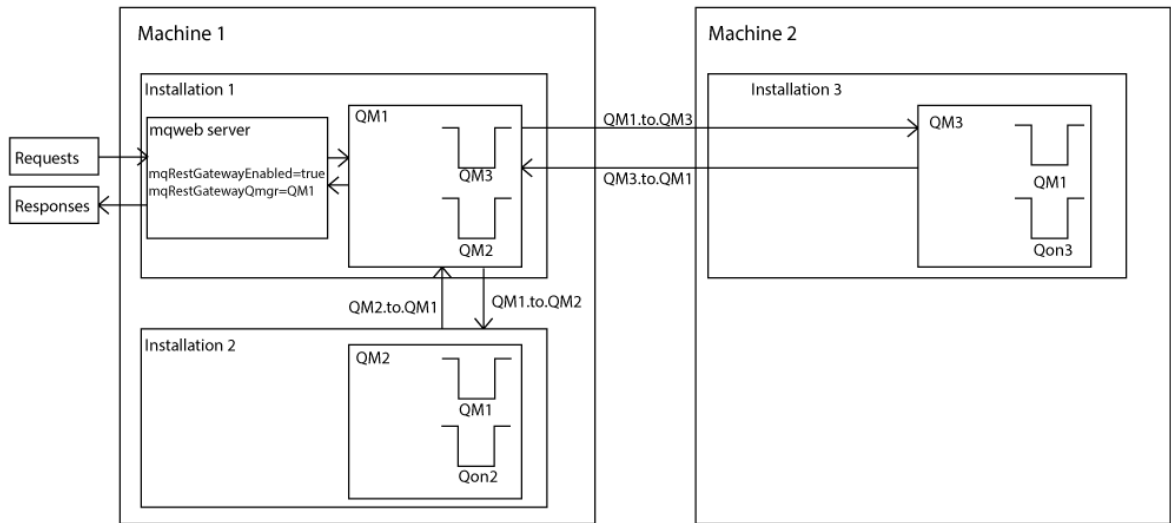 Machine 1
Installation 1
mqweb server
mqRestGatewayEnabled=true
mqRestGatewayQmgr=QM1
Requests
Responses
QM1
QM3
QM2
QM1.to.QM3
QM3.to.QM1
QM2.to.QM1
QM1.to.QM2
Installation 2
QM2
QM1
Qon2
Machine 2
Installation 3
QM3
QM1
Qon3